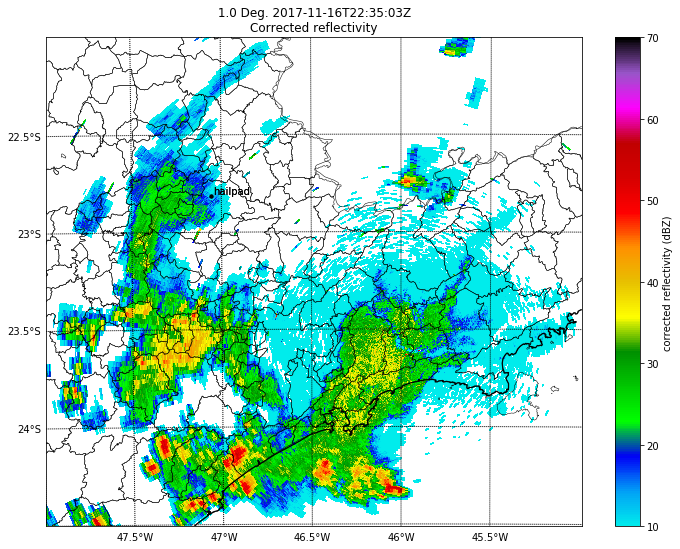 1.0 Deg. 2017-11-16T22:35:03Z
Corrected reflectivity
70
60
50
40
30
20
10
corrected reflectivity (dBZ)
22.5°S
23°S
23.5°S
24°S
hailpad
47.5°W
47°W
46.5°W
46°W
45.5°W